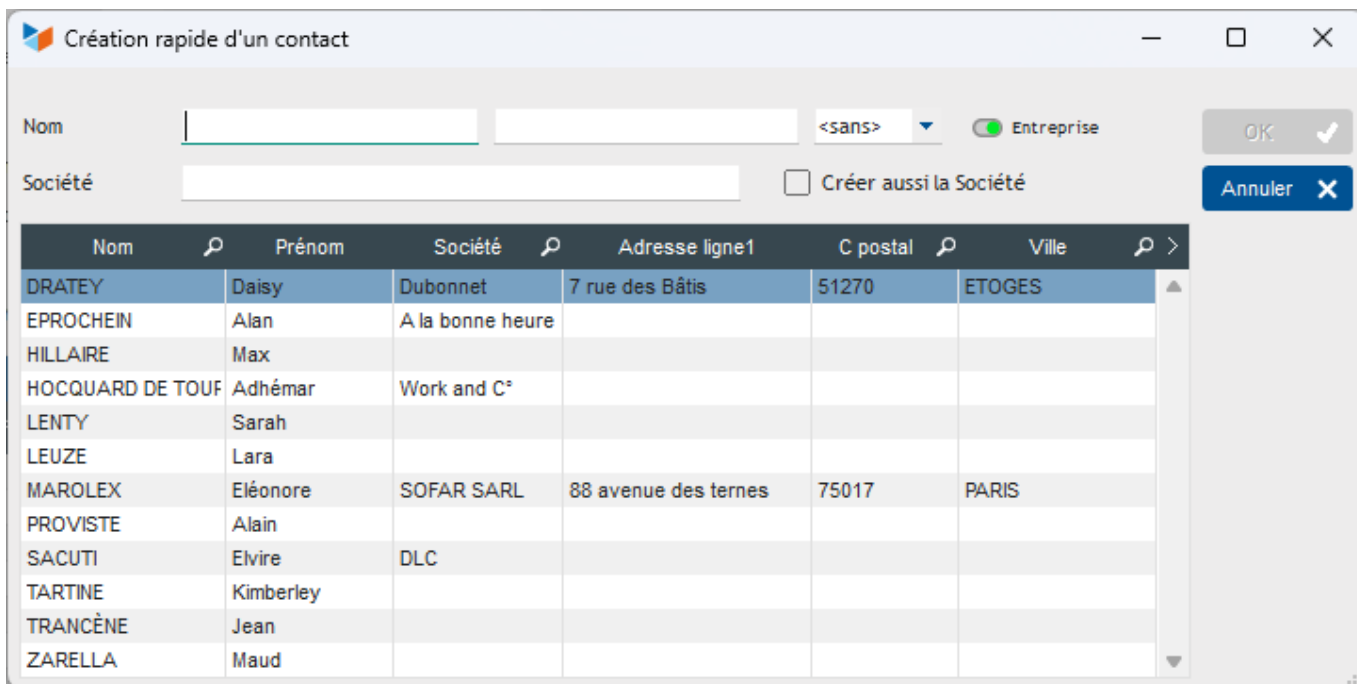 Création rapide d'un contact
Nom <sans> Entreprise OK
Société Créer aussi la Société Annuler
Nom Prénom Société Adresse ligne1 C postal Ville
DRATEY Daisy Dubonnet 7 rue des Bâtis 51270 ETOGES
EPROCHEIN Alan A la bonne heure
HILLAIRE Max
HOCQUARD DE TOUR Adhémar Work and C°
LENTY Sarah
LEUZE Lara
MAROLEX Eléonore SOFAR SARL 88 avenue des ternes 75017 PARIS
PROVISTE Alain
SACUTI Elvire DLC
TARTINE Kimberley
TRANCÈNE Jean
ZARELLA Maud